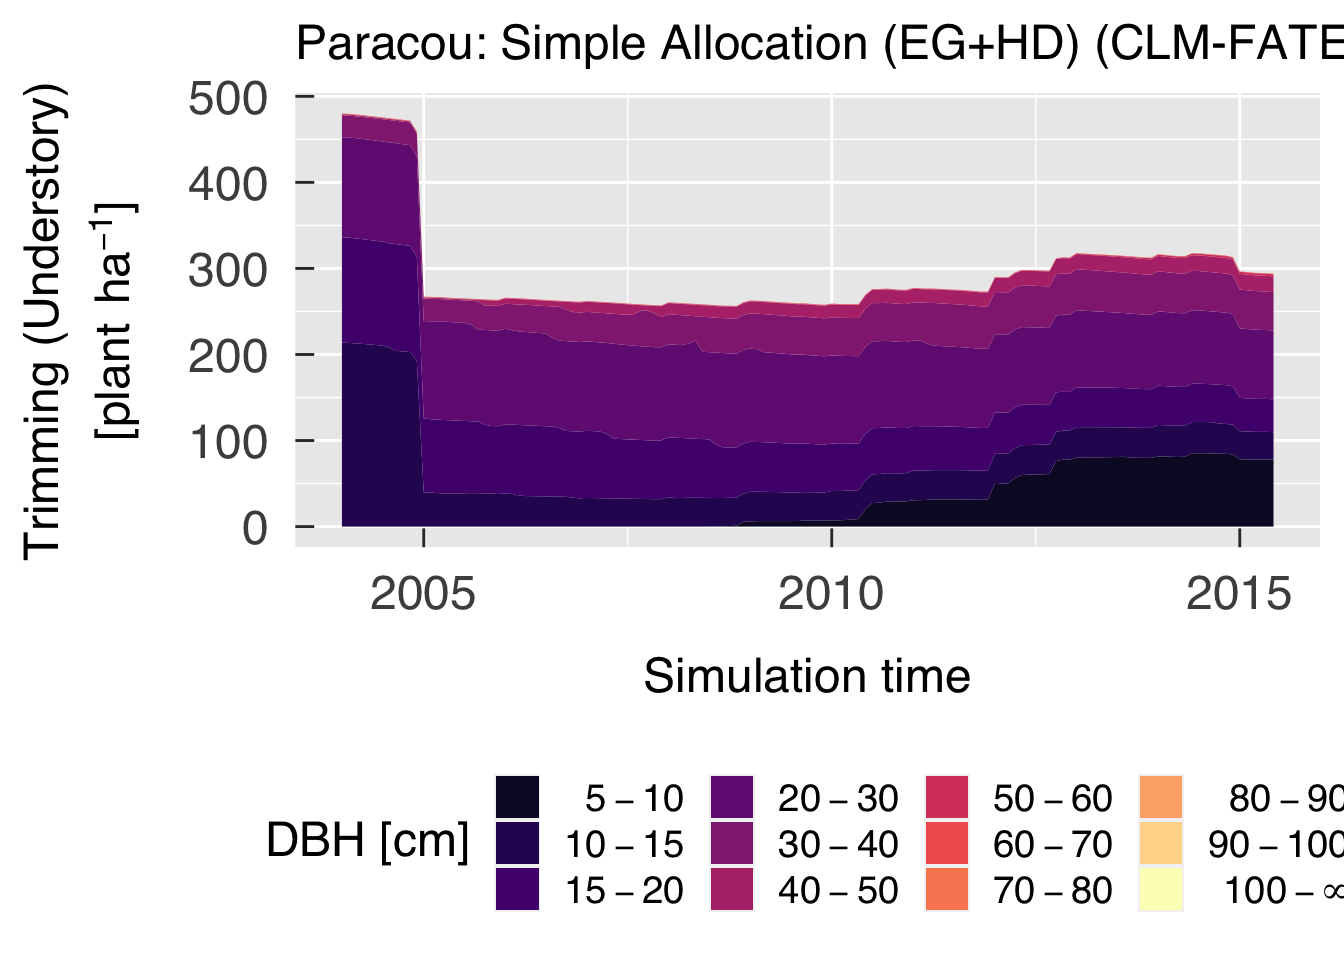 Paracou: Simple Allocation (EG+HD) (CLM-FATE
Trimming (Understory)
[plant ha⁻¹]
500
400
300
200
100
0
2005 2010 2015
Simulation time
DBH [cm]
5 – 10 20 – 30 50 – 60 80 – 90
10 – 15 30 – 40 60 – 70 90 – 100
15 – 20 40 – 50 70 – 80 100 – ∞